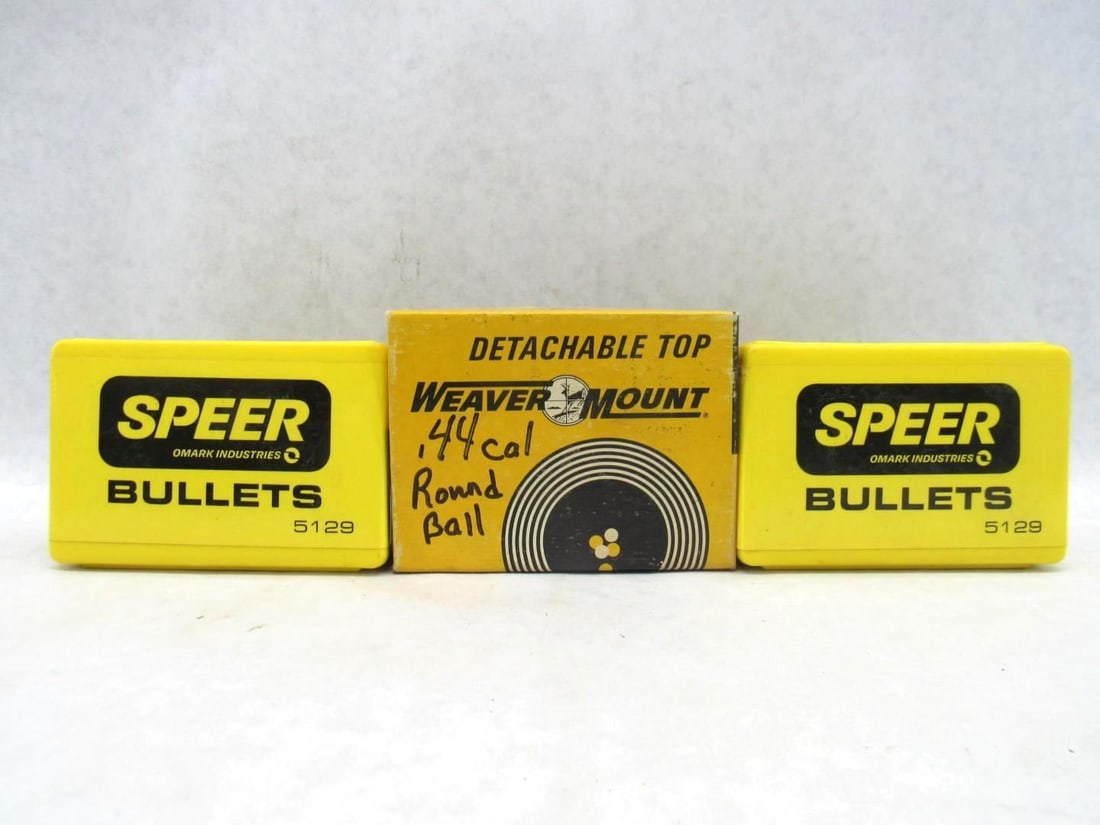 SPEER
OMARK INDUSTRIES
BULLETS
5129
DETACHABLE TOP
WEAVER MOUNT
.44 cal
Round
Ball
SPEER
OMARK INDUSTRIES
BULLETS
5129